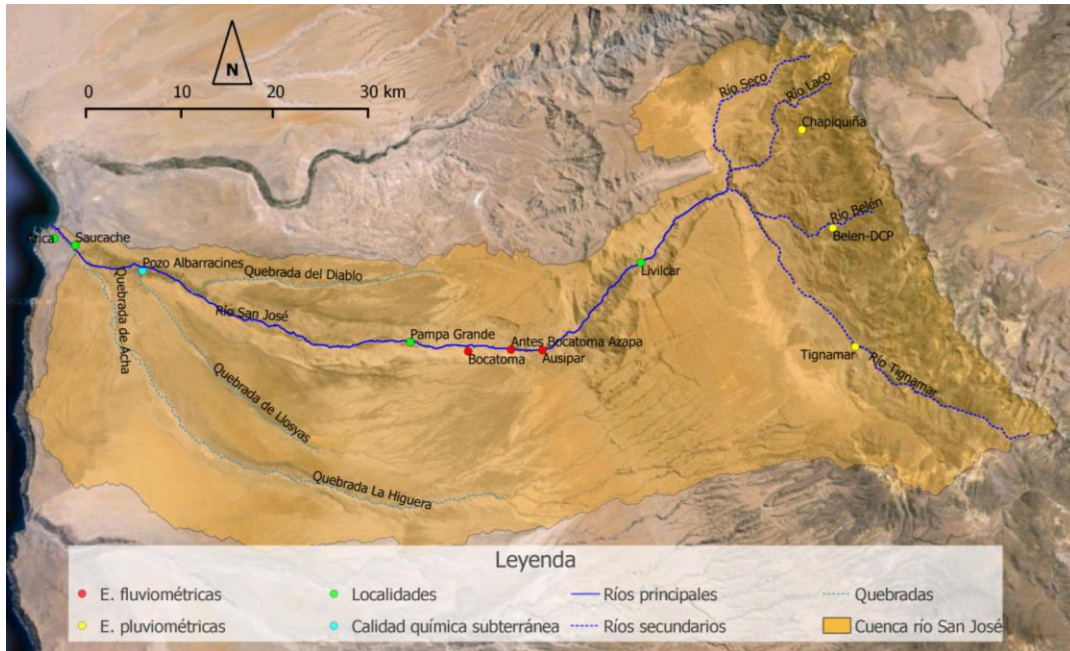 N
0 10 20 30 km
Río Seco
Río Laco
Chapiquiña
Río Belén
Belen-DCP
Arica
Saucache
Pozo Albarracines
Quebrada del Diablo
Livilcar
Quebrada de Acha
Río San José
Pampa Grande
Antes Bocatoma Azapa
Bocatoma
Ausipar
Tignamar
Río Tignamar
Quebrada de Llosyas
Quebrada La Higuera
Leyenda
E. fluviométricas
Localidades
Ríos principales
Quebradas
E. pluviométricas
Calidad química subterránea
Ríos secundarios
Cuenca río San José